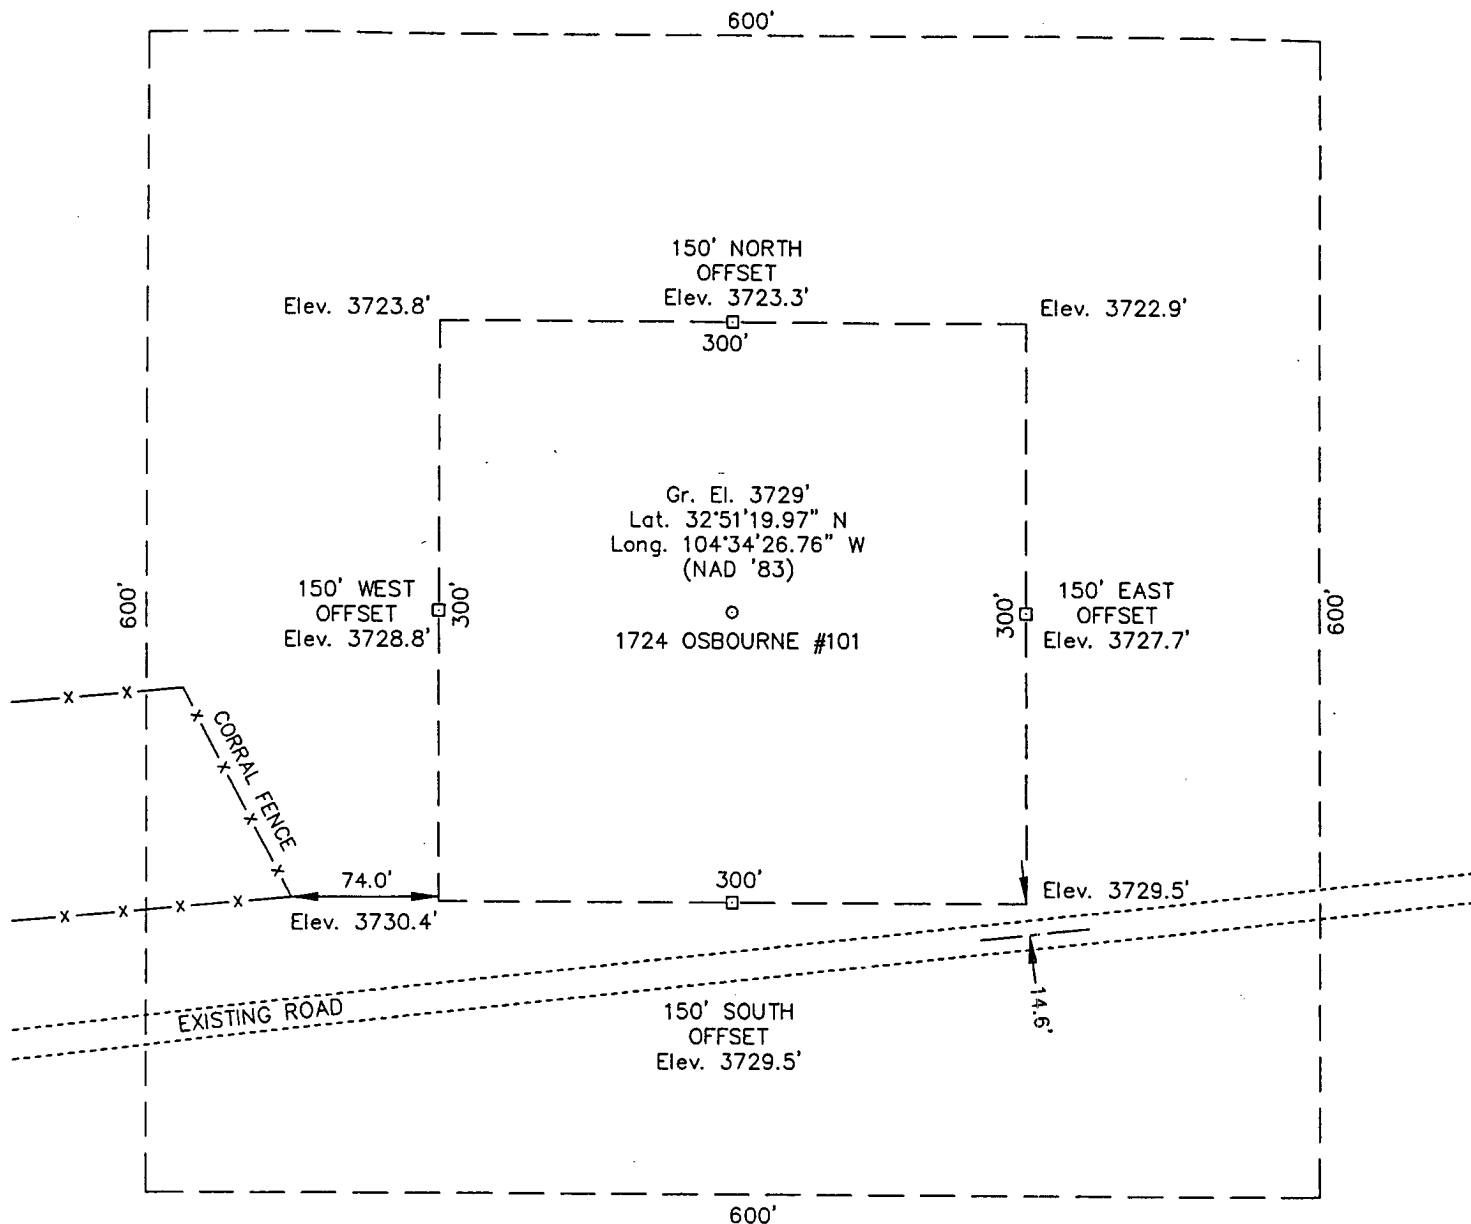 600'
150' NORTH
OFFSET
Elev. 3723.3'
Elev. 3723.8'
Elev. 3722.9'
300'
Gr. El. 3729'
Lat. 32°51'19.97" N
Long. 104°34'26.76" W
(NAD '83)
600'
150' WEST
OFFSET
Elev. 3728.8'
300'
1724 OSBOURNE #101
300'
150' EAST
OFFSET
Elev. 3727.7'
600'
X X
X X X X
CORRAL FENCE
74.0'
300'
Elev. 3729.5'
X X X X
Elev. 3730.4'
EXISTING ROAD
150' SOUTH
OFFSET
Elev. 3729.5'
14.6'
600'